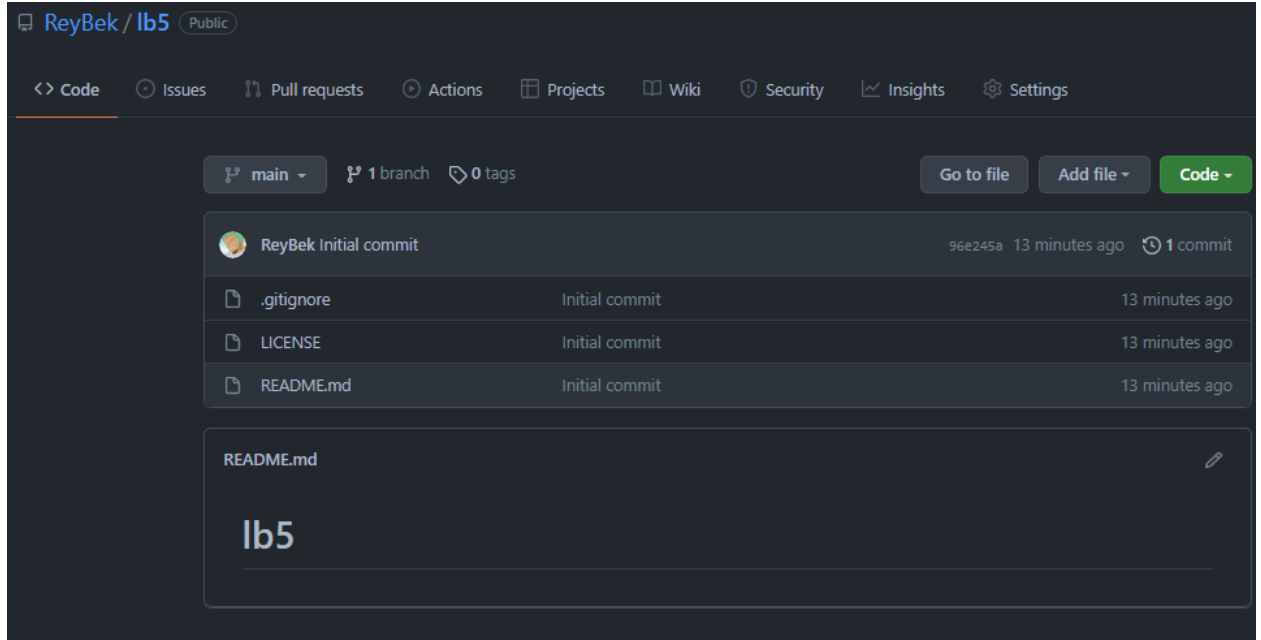 ReyBek / lb5 Public
Code Issues Pull requests Actions Projects Wiki Security Insights Settings
main 1 branch 0 tags Go to file Add file Code
ReyBek Initial commit 96e245a 13 minutes ago 1 commit
.gitignore Initial commit 13 minutes ago
LICENSE Initial commit 13 minutes ago
README.md Initial commit 13 minutes ago
README.md
lb5